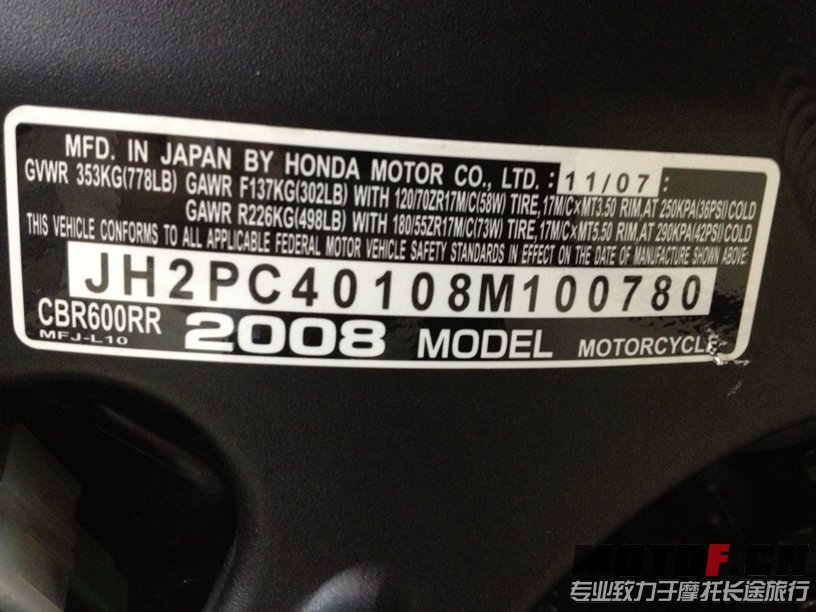 MFD. IN JAPAN BY HONDA MOTOR CO., LTD. : 11/07 :
GVWR 353KG(778LB) GAWR F137KG(302LB) WITH 120/70ZR17M/C(58W) TIRE,17M/CxMT3.50 RIM,AT 250KPA(36PSI)COLD
GAWR R226KG(498LB) WITH 180/55ZR17M/C(73W) TIRE,17M/CxMT5.50 RIM, AT 290KPA(42PSI)COLD
THIS VEHICLE CONFORMS TO ALL APPLICABLE FEDERAL MOTOR VEHICLE SAFETY STANDARDS IN EFFECT ON THE DATE OF MANUFACTURE SHOWN ABOVE.
JH2PC40108M100780
CBR600RR 2008 MODEL MOTORCYCLE
MFJ-L10
MOTOF.CN
专业致力于摩托长途旅行